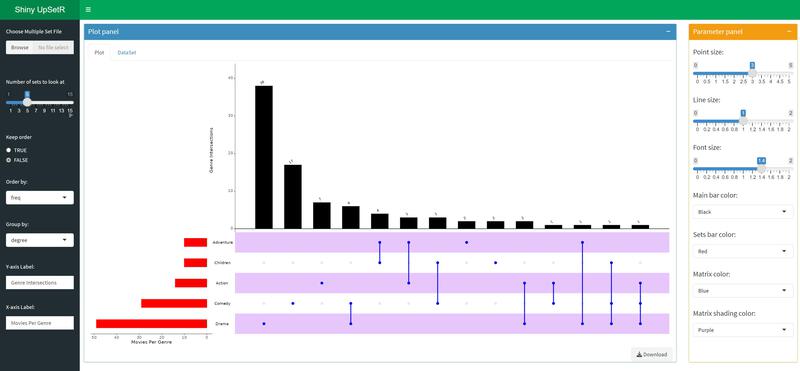 Shiny UpSetR
Choose Multiple Set File
Browse No file select
Number of sets to look at
1 5 15
1 3 5 7 9 11 13 15
Keep order
TRUE
FALSE
Order by:
freq
Group by:
degree
Y-axis Label:
Genre Intersections
X-axis Label:
Movies Per Genre
Plot panel
Plot DataSet
40
30
20
10
0
Genre Intersections
38
17
7
6
4
3
3
2
2
2
1
1
1
1
Adventure
Children
Action
Comedy
Drama
50 40 30 20 10 0
Movies Per Genre
Download
Parameter panel
Point size:
0 3 5
0 0.5 1 1.5 2 2.5 3 3.5 4 4.5 5
Line size:
0 1 2
0 0.2 0.4 0.6 0.8 1 1.2 1.4 1.6 1.8 2
Font size:
0 1.4 2
0 0.2 0.4 0.6 0.8 1 1.2 1.4 1.6 1.8 2
Main bar color:
Black
Sets bar color:
Red
Matrix color:
Blue
Matrix shading color:
Purple